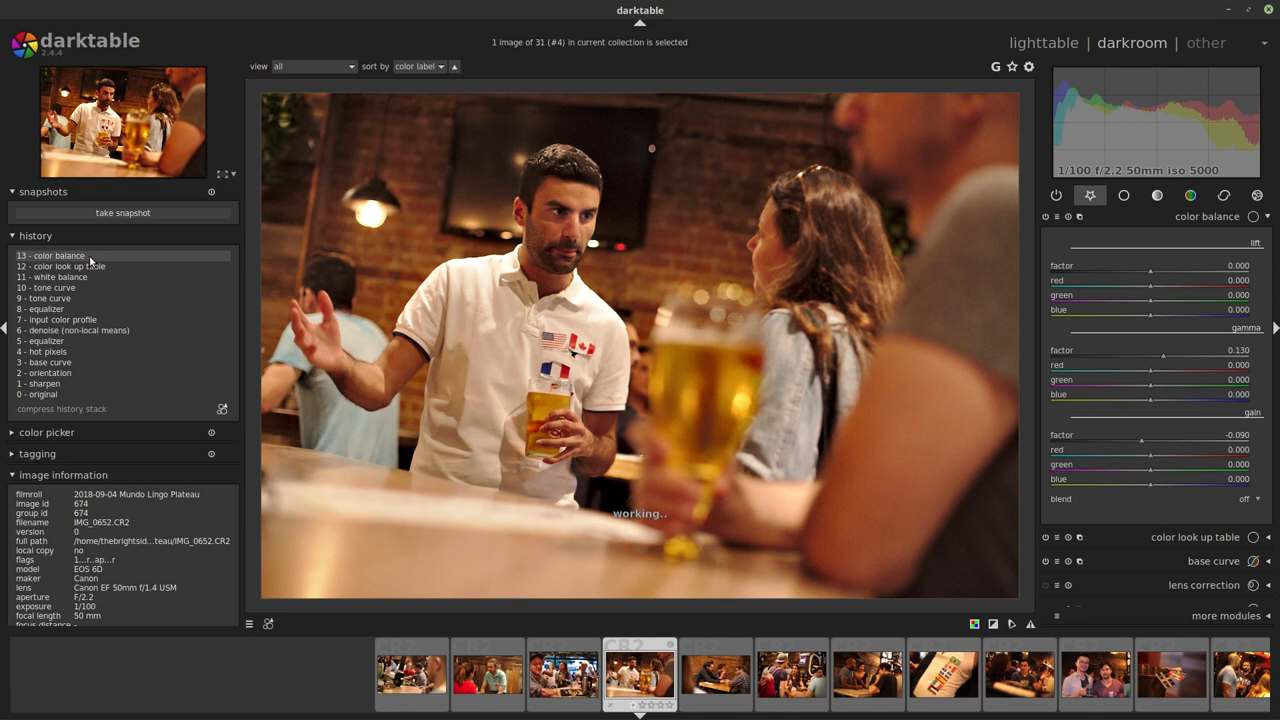 darktable
darktable
2.4.4
1 image of 31 (#4) in current collection is selected
lighttable | darkroom | other
view all sort by color label
G
1/100 f/2.2 50mm iso 5000
snapshots
take snapshot
history
13 - color balance
12 - color look up table
11 - white balance
10 - tone curve
9 - tone curve
8 - equalizer
7 - input color profile
6 - denoise (non-local means)
5 - equalizer
4 - hot pixels
3 - base curve
2 - orientation
1 - sharpen
0 - original
compress history stack
color picker
tagging
image information
filmroll 2018-09-04 Mundo Lingo Plateau
image id 674
group id 674
filename IMG_0652.CR2
version 0
full path /home/thebrightsid...teau/IMG_0652.CR2
local copy no
flags 1...r..ap...r
model EOS 6D
maker Canon
lens Canon EF 50mm f/1.4 USM
aperture F/2.2
exposure 1/100
focal length 50 mm
focus distance -
working..
color balance
lift
factor 0.000
red 0.000
green 0.000
blue 0.000
gamma
factor 0.130
red 0.000
green 0.000
blue 0.000
gain
factor -0.090
red 0.000
green 0.000
blue 0.000
blend off
color look up table
base curve
lens correction
more modules
CR2